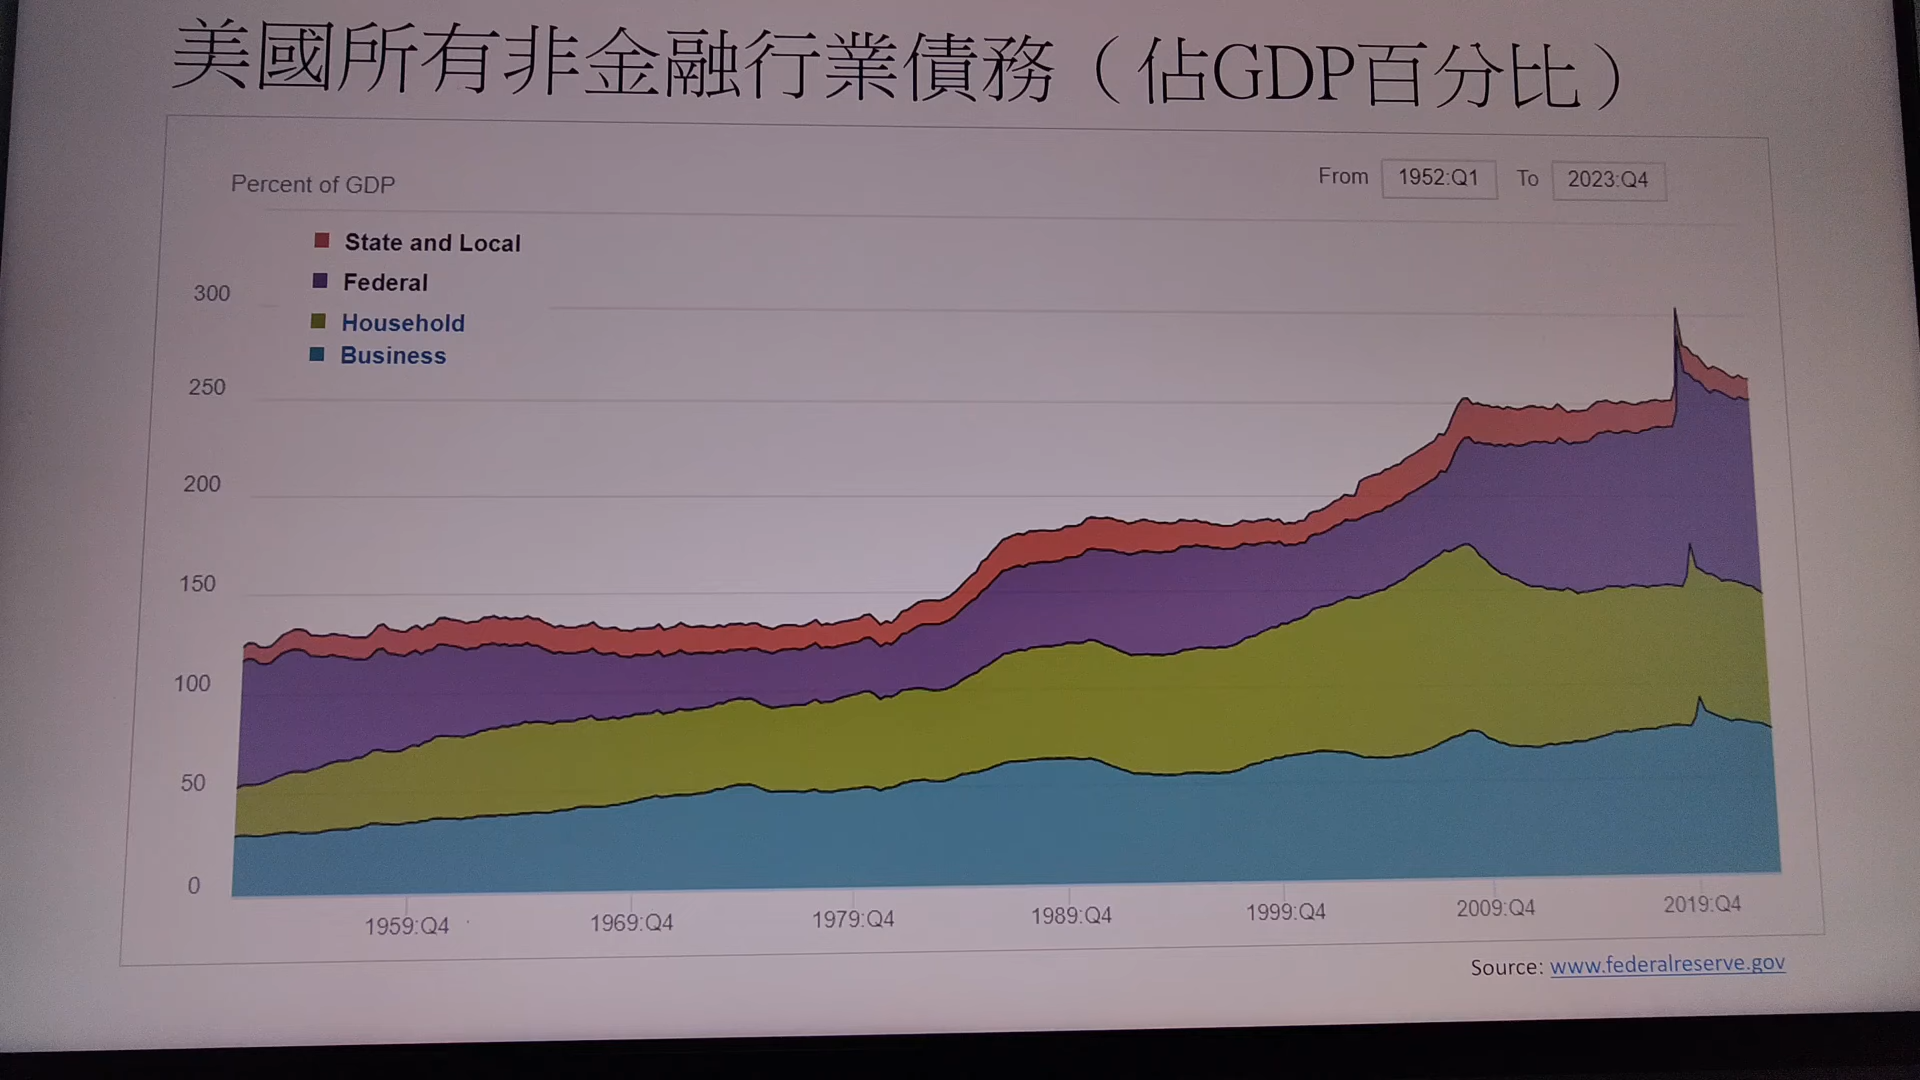 美國所有非金融行業債務（佔GDP百分比）
Percent of GDP
From 1952:Q1 To 2023:Q4
State and Local
Federal
Household
Business
300
250
200
150
100
50
0
1959:Q4 1969:Q4 1979:Q4 1989:Q4 1999:Q4 2009:Q4 2019:Q4
Source: www.federalreserve.gov